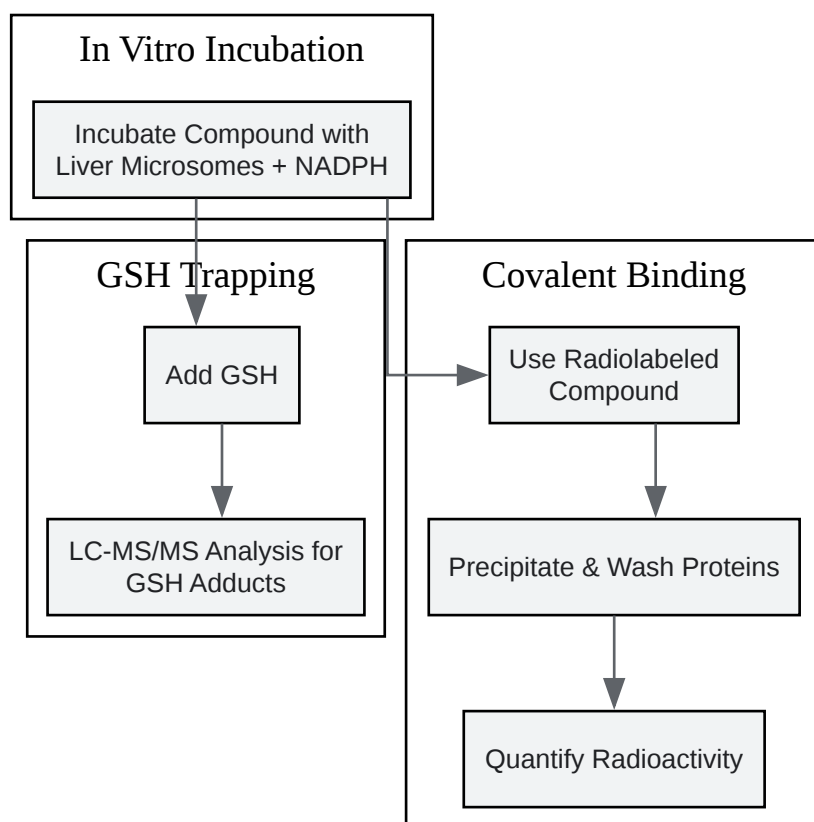 In Vitro Incubation
Incubate Compound with
Liver Microsomes + NADPH
GSH Trapping
Add GSH
LC-MS/MS Analysis for
GSH Adducts
Covalent Binding
Use Radiolabeled
Compound
Precipitate & Wash Proteins
Quantify Radioactivity